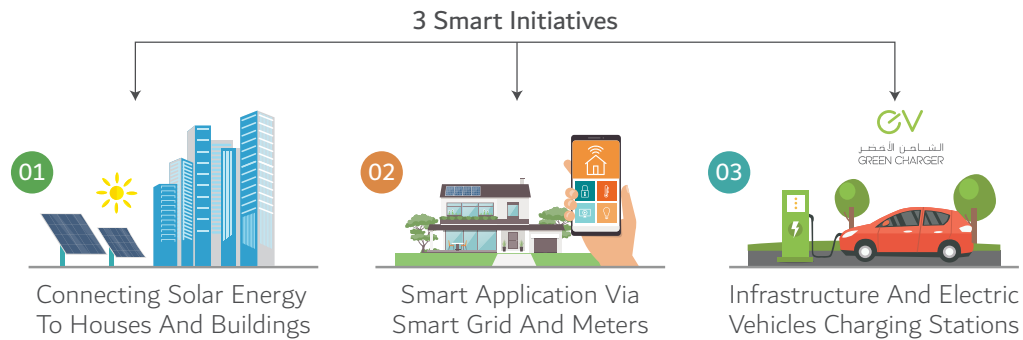 3 Smart Initiatives
01
Connecting Solar Energy
To Houses And Buildings
02
Smart Application Via
Smart Grid And Meters
03
EV
الشاحن الأخضر
GREEN CHARGER
Infrastructure And Electric
Vehicles Charging Stations